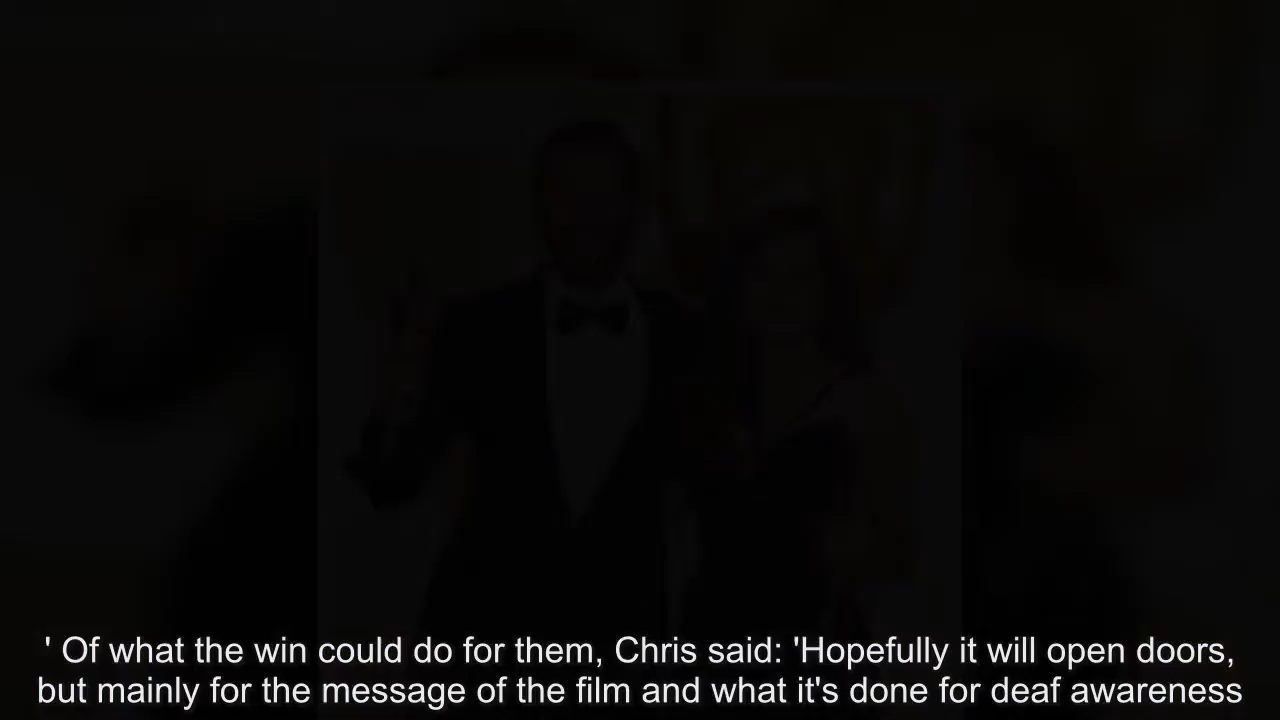 ' Of what the win could do for them, Chris said: 'Hopefully it will open doors,
but mainly for the message of the film and what it's done for deaf awareness